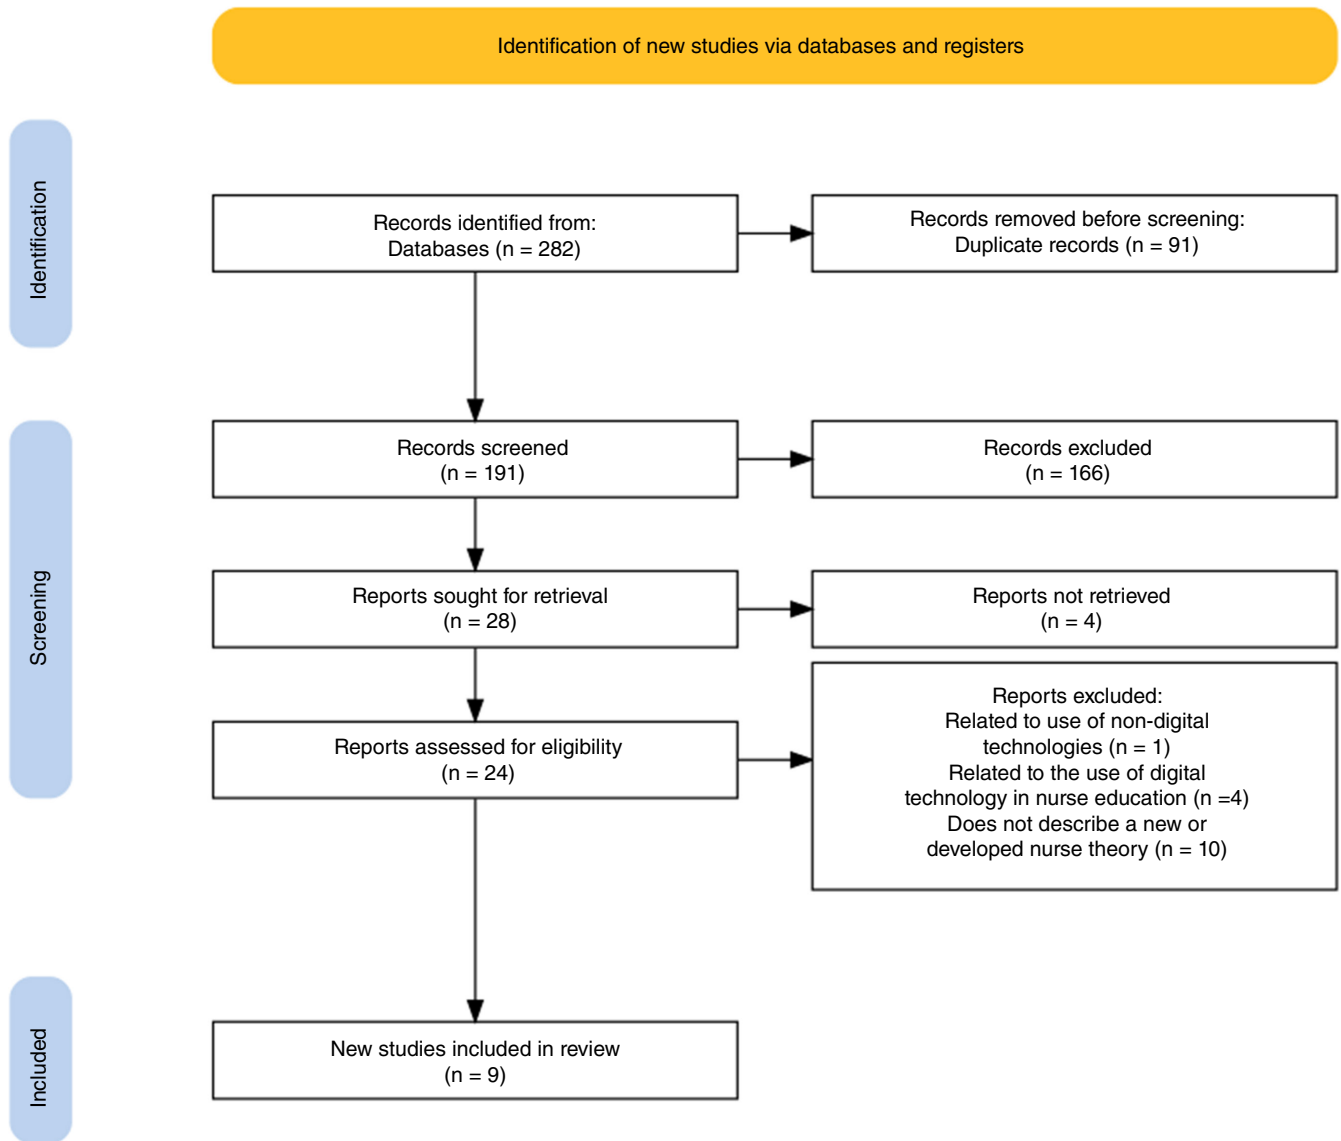 Identification of new studies via databases and registers
Identification
Records identified from:
Databases (n = 282)
Records removed before screening:
Duplicate records (n = 91)
Screening
Records screened
(n = 191)
Records excluded
(n = 166)
Reports sought for retrieval
(n = 28)
Reports not retrieved
(n = 4)
Reports assessed for eligibility
(n = 24)
Reports excluded:
Related to use of non-digital
technologies (n = 1)
Related to the use of digital
technology in nurse education (n =4)
Does not describe a new or
developed nurse theory (n = 10)
Included
New studies included in review
(n = 9)